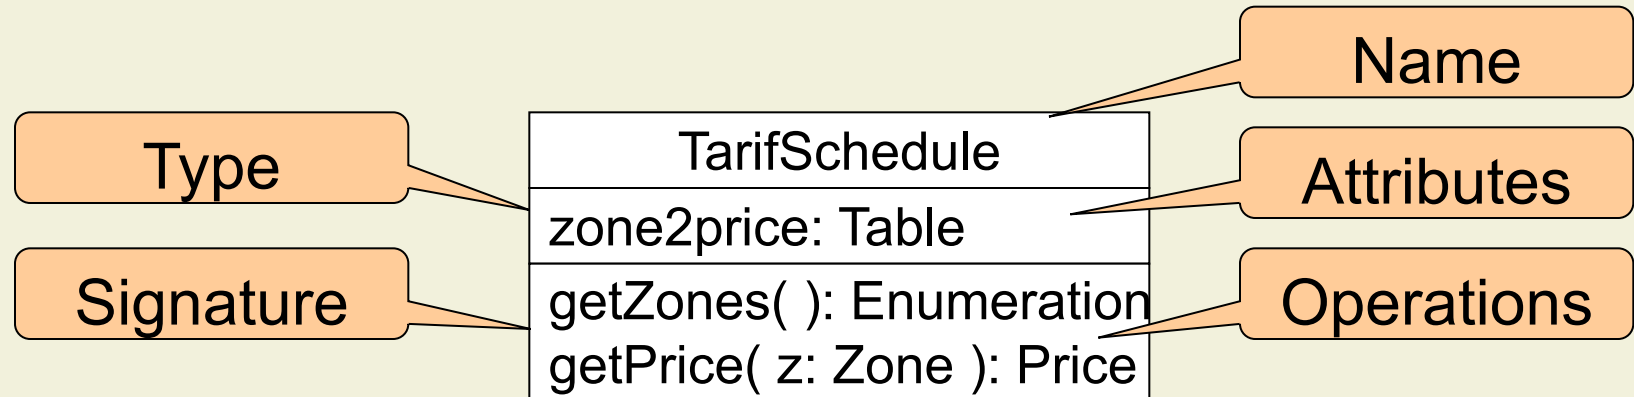 Name
Type
TarifSchedule
Attributes
zone2price: Table
Signature
getZones( ): Enumeration
Operations
getPrice( z: Zone ): Price